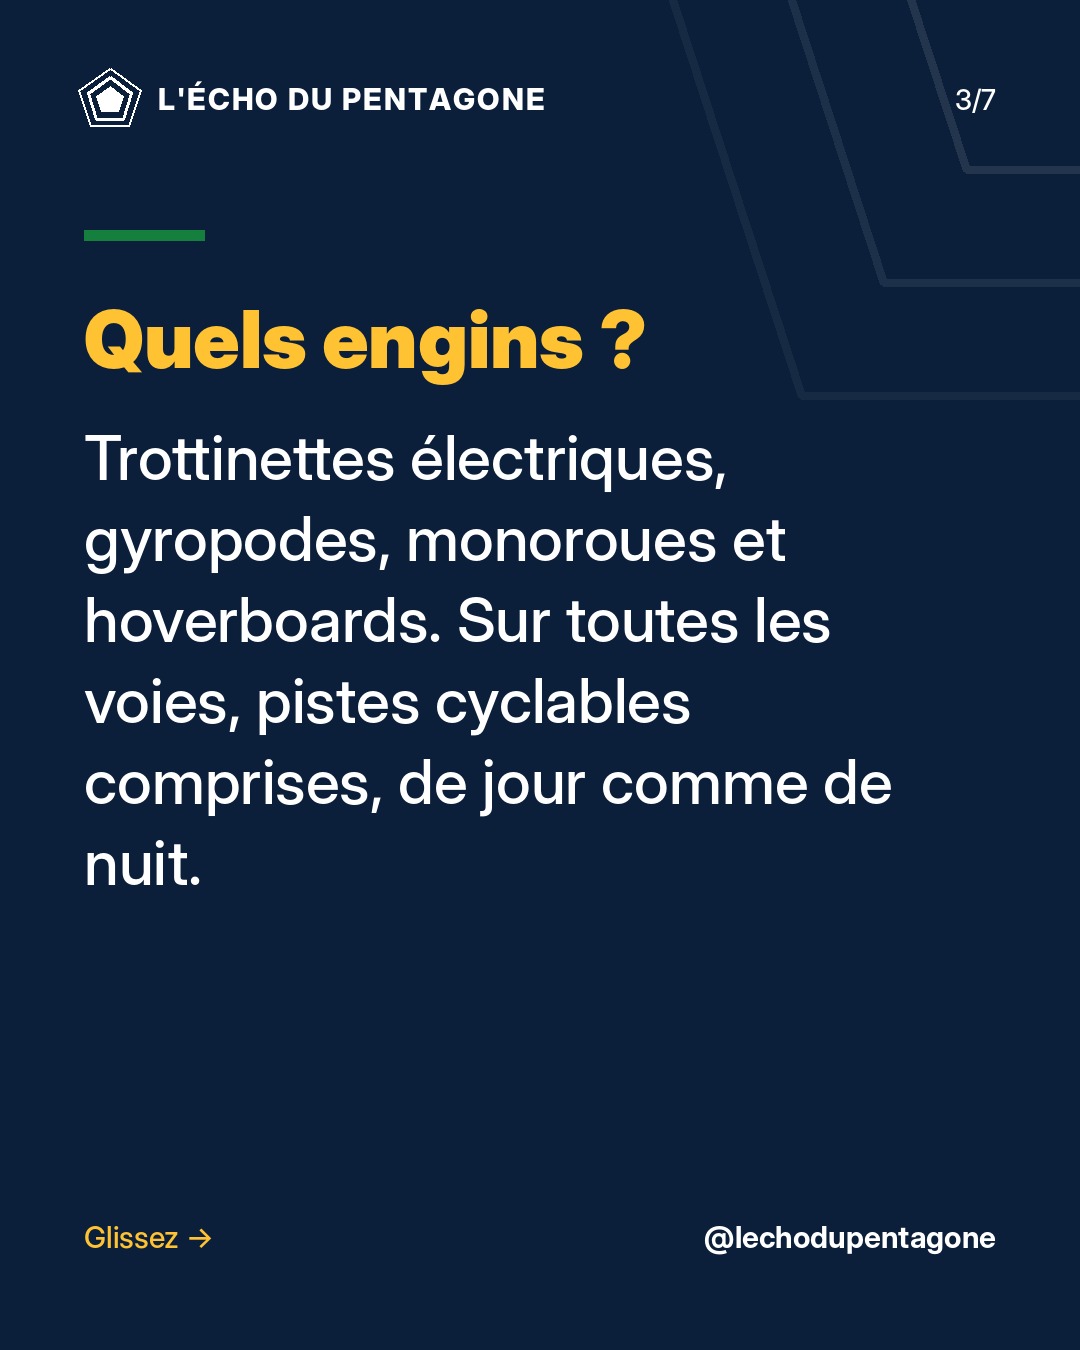 L'ÉCHO DU PENTAGONE
3/7
Quels engins ?
Trottinettes électriques,
gyropodes, monoroues et
hoverboards. Sur toutes les
voies, pistes cyclables
comprises, de jour comme de
nuit.
Glissez →
@lechodupentagone